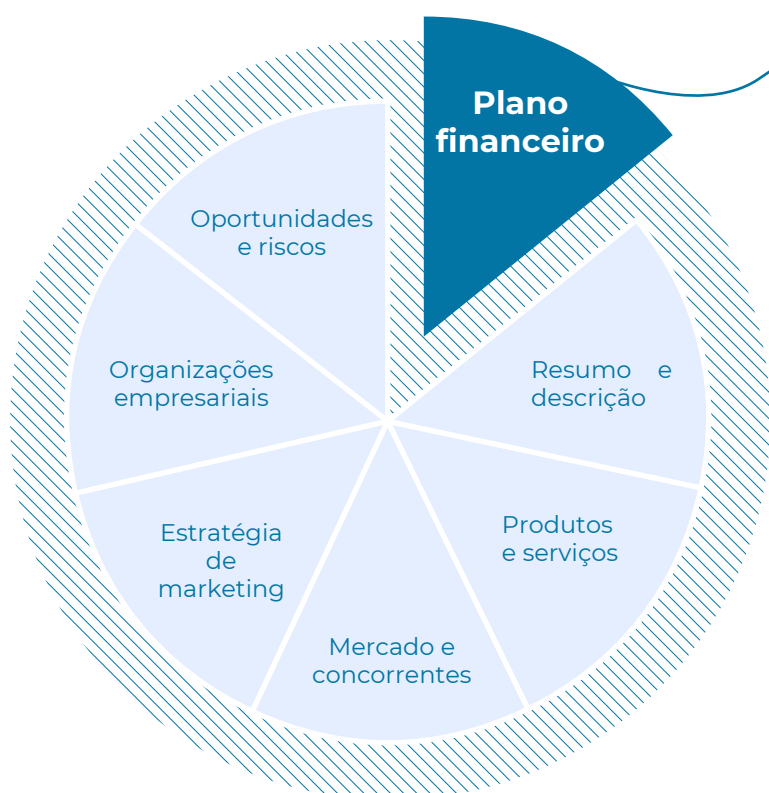 Plano
financeiro
Resumo e
descrição
Produtos
e serviços
Mercado e
concorrentes
Estratégia
de
marketing
Organizações
empresariais
Oportunidades
e riscos